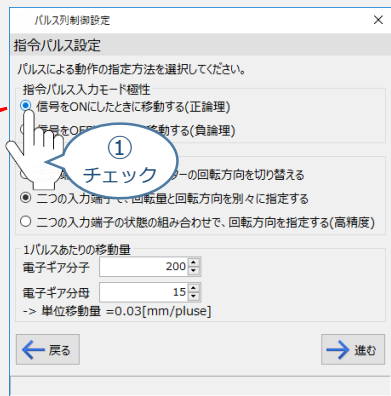 パルス列制御設定
指令パルス設定
パルスによる動作の指定方法を選択してください。
指令パルス入力モード極性
信号をONにしたときに移動する(正論理)
信号をOFF 移動する(負論理)
①
チェック
ターの回転方向を切り替える
二つの入力端子で、回転量と回転方向を別々に指定する
二つの入力端子の状態の組み合わせで、回転方向を指定する(高精度)
1パルスあたりの移動量
電子ギア分子 200
電子ギア分母 15
-> 単位移動量 =0.03[mm/pluse]
戻る
進む